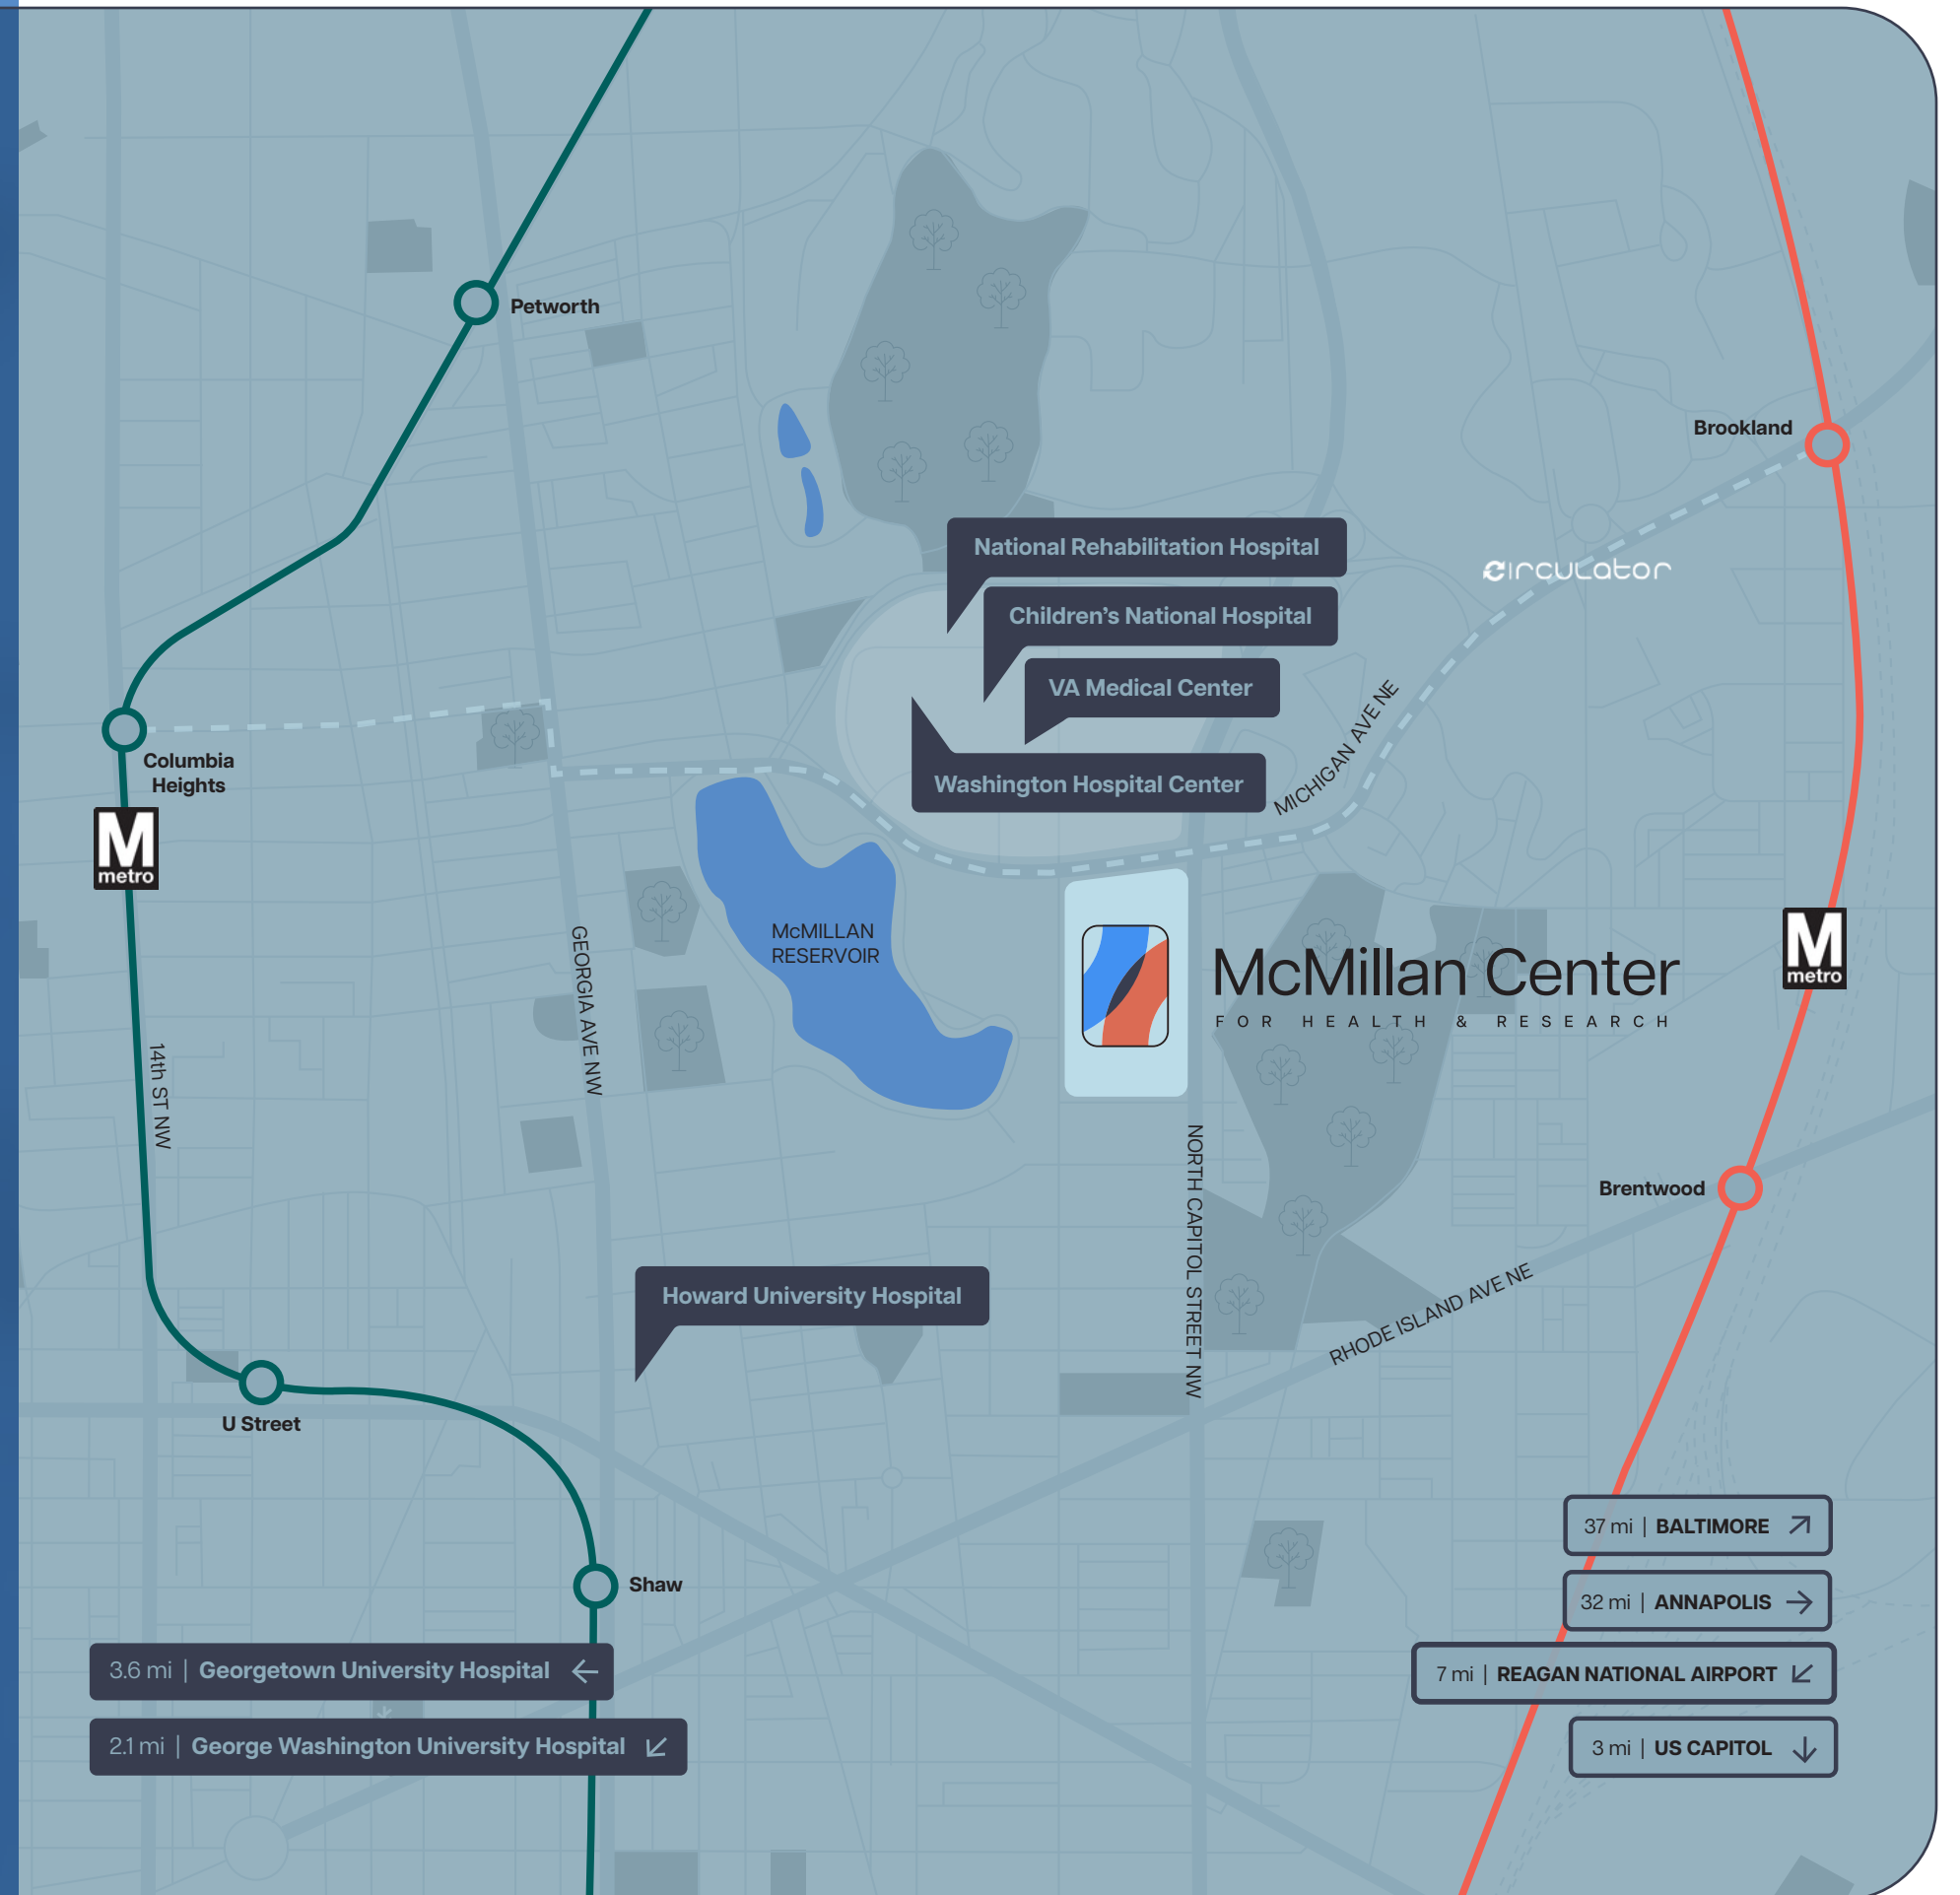 Petworth
Brookland
National Rehabilitation Hospital
circulator
Children's National Hospital
VA Medical Center
MICHIGAN AVE NE
Columbia
Heights
Washington Hospital Center
M
metro
McMILLAN
RESERVOIR
GEORGIA AVE NW
McMillan Center
FOR HEALTH & RESEARCH
M
metro
14th ST NW
NORTH CAPITOL STREET NW
Brentwood
Howard University Hospital
RHODE ISLAND AVE NE
U Street
37 mi | BALTIMORE
Shaw
32 mi | ANNAPOLIS
3.6 mi | Georgetown University Hospital
7 mi | REAGAN NATIONAL AIRPORT
2.1 mi | George Washington University Hospital
3 mi | US CAPITOL